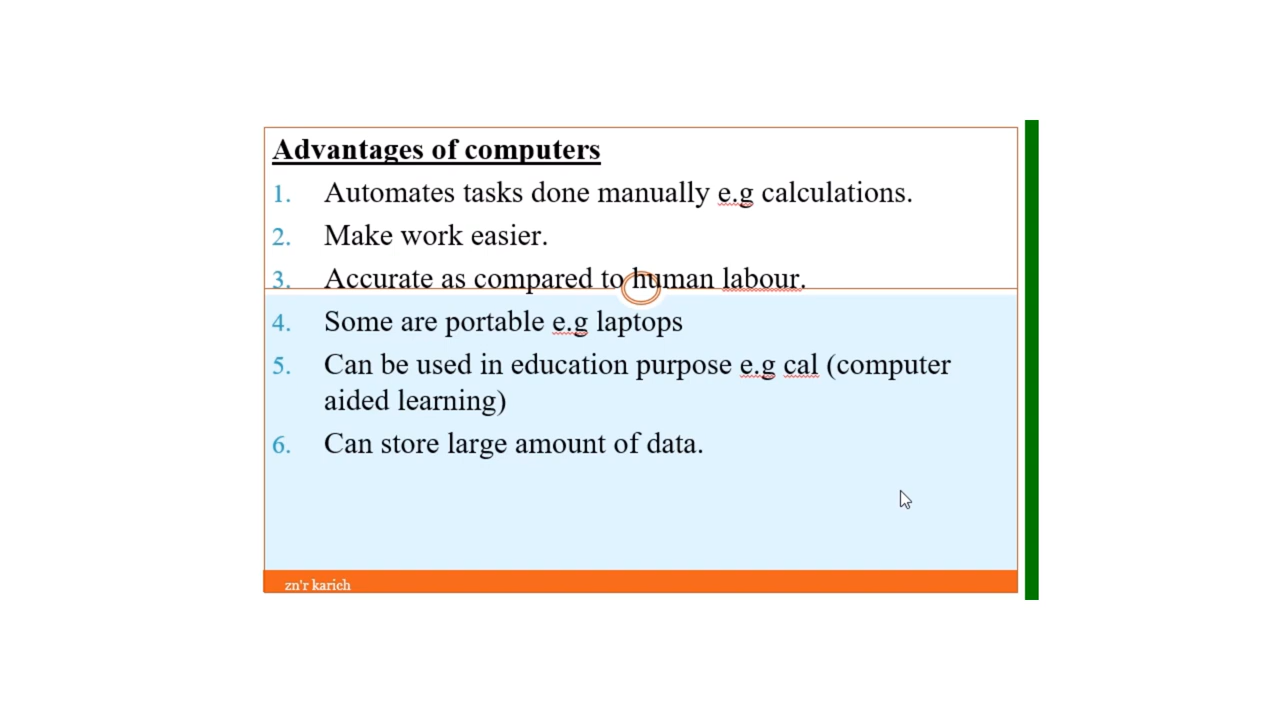 Advantages of computers
1. Automates tasks done manually e.g calculations.
2. Make work easier.
3. Accurate as compared to human labour.
4. Some are portable e.g laptops
5. Can be used in education purpose e.g cal (computer
aided learning)
6. Can store large amount of data.
zn'r karich